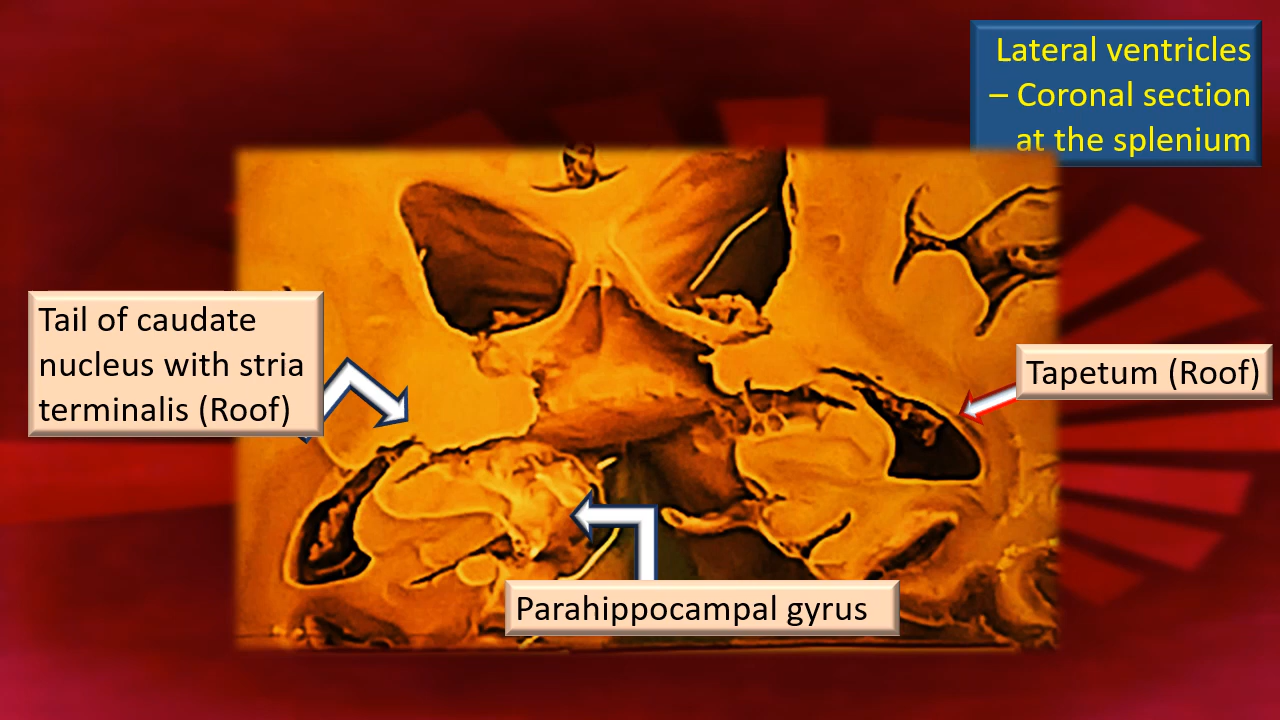 Lateral ventricles
– Coronal section
at the splenium
Tail of caudate
nucleus with stria
terminalis (Roof)
Tapetum (Roof)
Parahippocampal gyrus